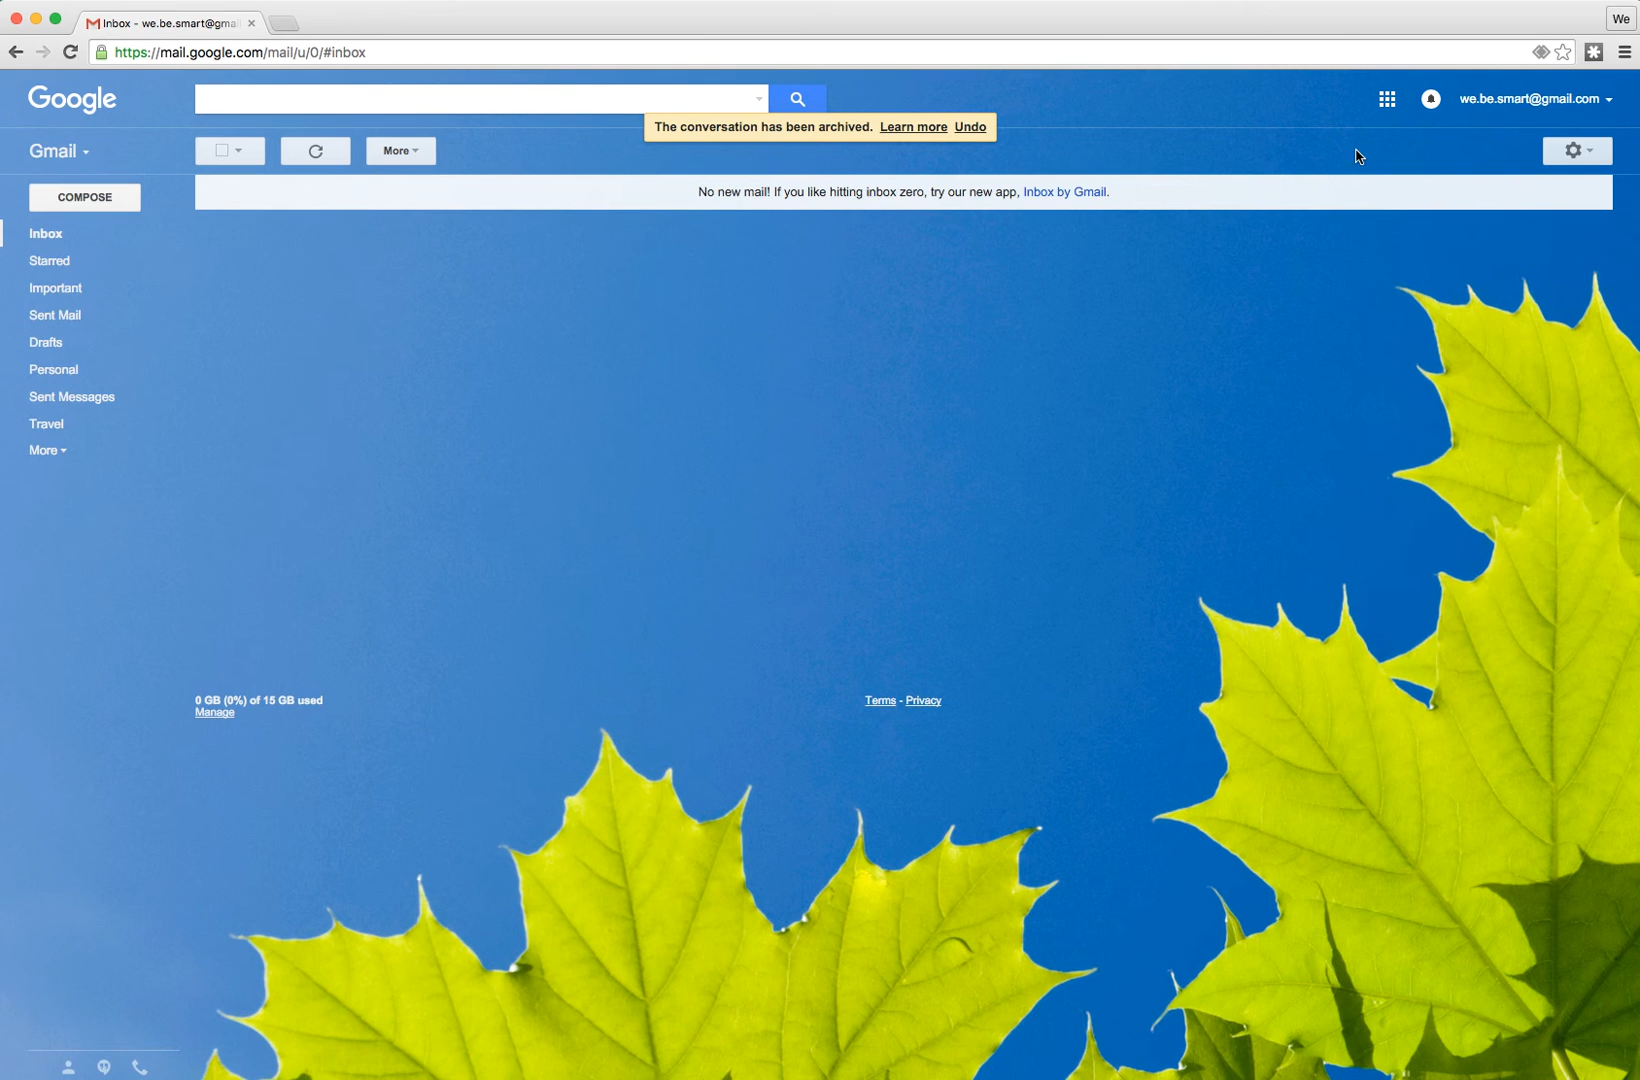 Inbox - we.be.smart@gmai
We
https://mail.google.com/mail/u/0/#inbox
Google
we.be.smart@gmail.com
The conversation has been archived. Learn more Undo
Gmail
More
No new mail! If you like hitting inbox zero, try our new app, Inbox by Gmail.
COMPOSE
Inbox
Starred
Important
Sent Mail
Drafts
Personal
Sent Messages
Travel
More
0 GB (0%) of 15 GB used
Manage
Terms - Privacy